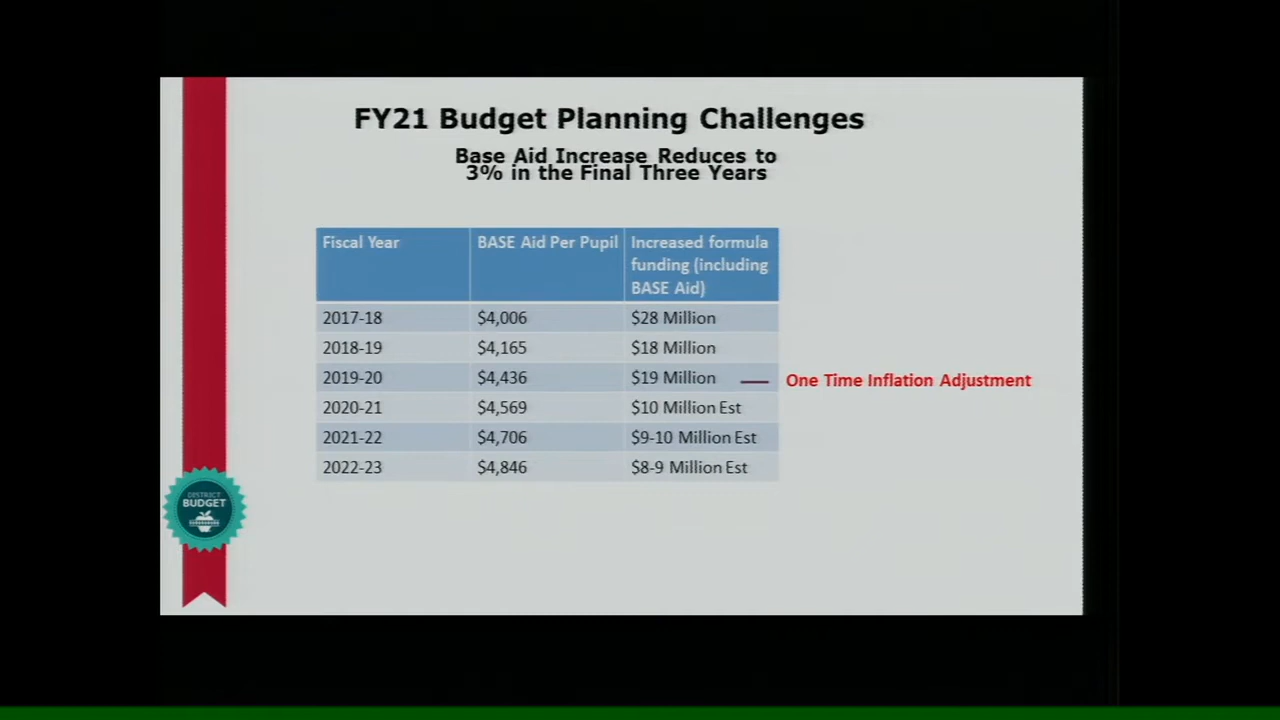 FY21 Budget Planning Challenges
Base Aid Increase Reduces to
3% in the Final Three Years
Fiscal Year BASE Aid Per Pupil Increased formula
funding (including
BASE Aid)
2017-18 $4,006 $28 Million
2018-19 $4,165 $18 Million
2019-20 $4,436 $19 Million One Time Inflation Adjustment
2020-21 $4,569 $10 Million Est
2021-22 $4,706 $9-10 Million Est
2022-23 $4,846 $8-9 Million Est
DISTRICT
BUDGET